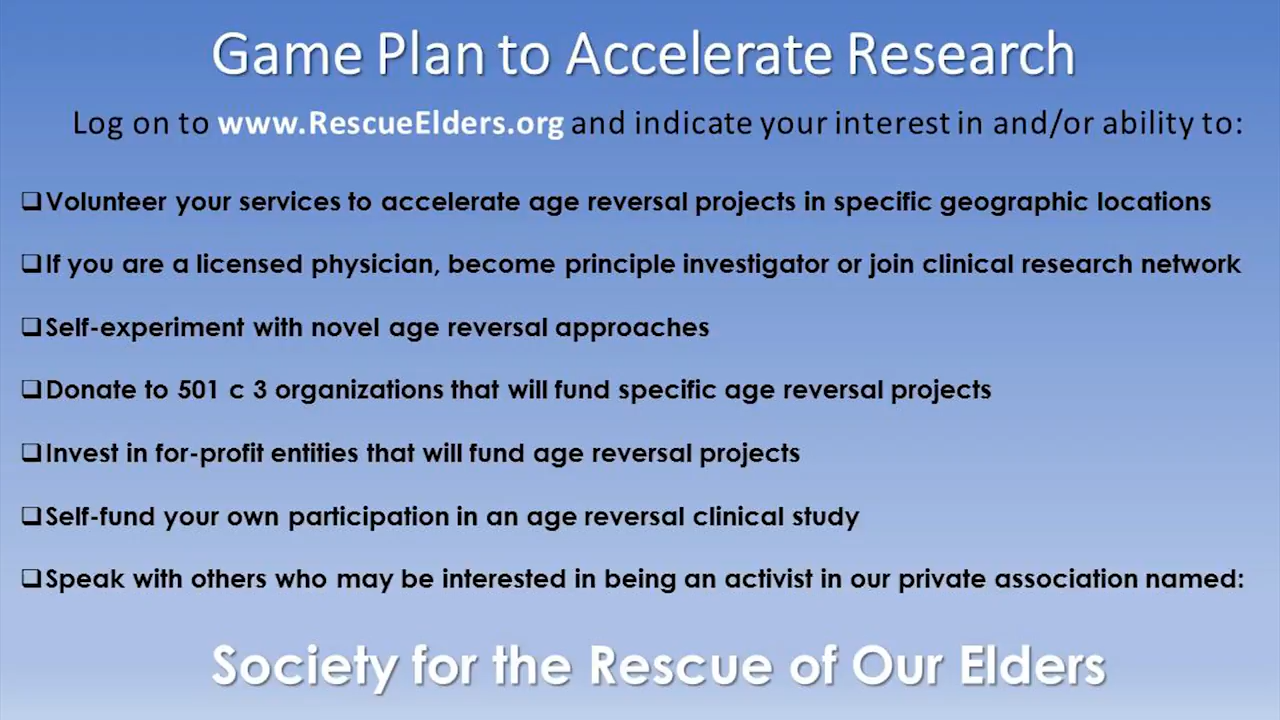 Game Plan to Accelerate Research
Log on to www.RescueElders.org and indicate your interest in and/or ability to:
❑Volunteer your services to accelerate age reversal projects in specific geographic locations
❑If you are a licensed physician, become principle investigator or join clinical research network
❑Self-experiment with novel age reversal approaches
❑Donate to 501 c 3 organizations that will fund specific age reversal projects
❑Invest in for-profit entities that will fund age reversal projects
❑Self-fund your own participation in an age reversal clinical study
❑Speak with others who may be interested in being an activist in our private association named:
Society for the Rescue of Our Elders